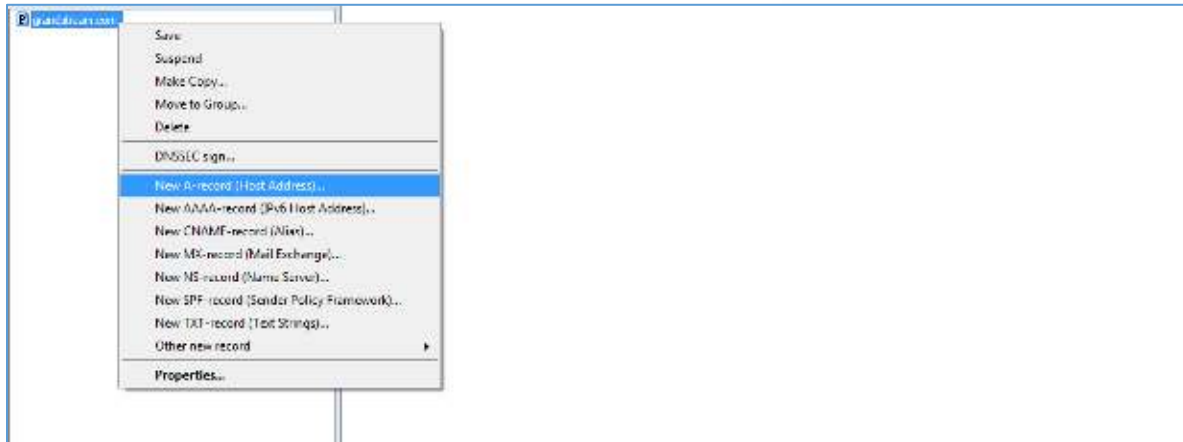 grandstream.com
Save
Suspend
Make Copy...
Move to Group...
Delete
DNSSEC sign...
New A-record (Host Address)...
New AAAA-record (IPv6 Host Address)...
New CNAME-record (Alias)...
New MX-record (Mail Exchange)...
New NS-record (Name Server)...
New SPF-record (Sender Policy Framework)...
New TXT-record (Text Strings)...
Other new record
Properties...